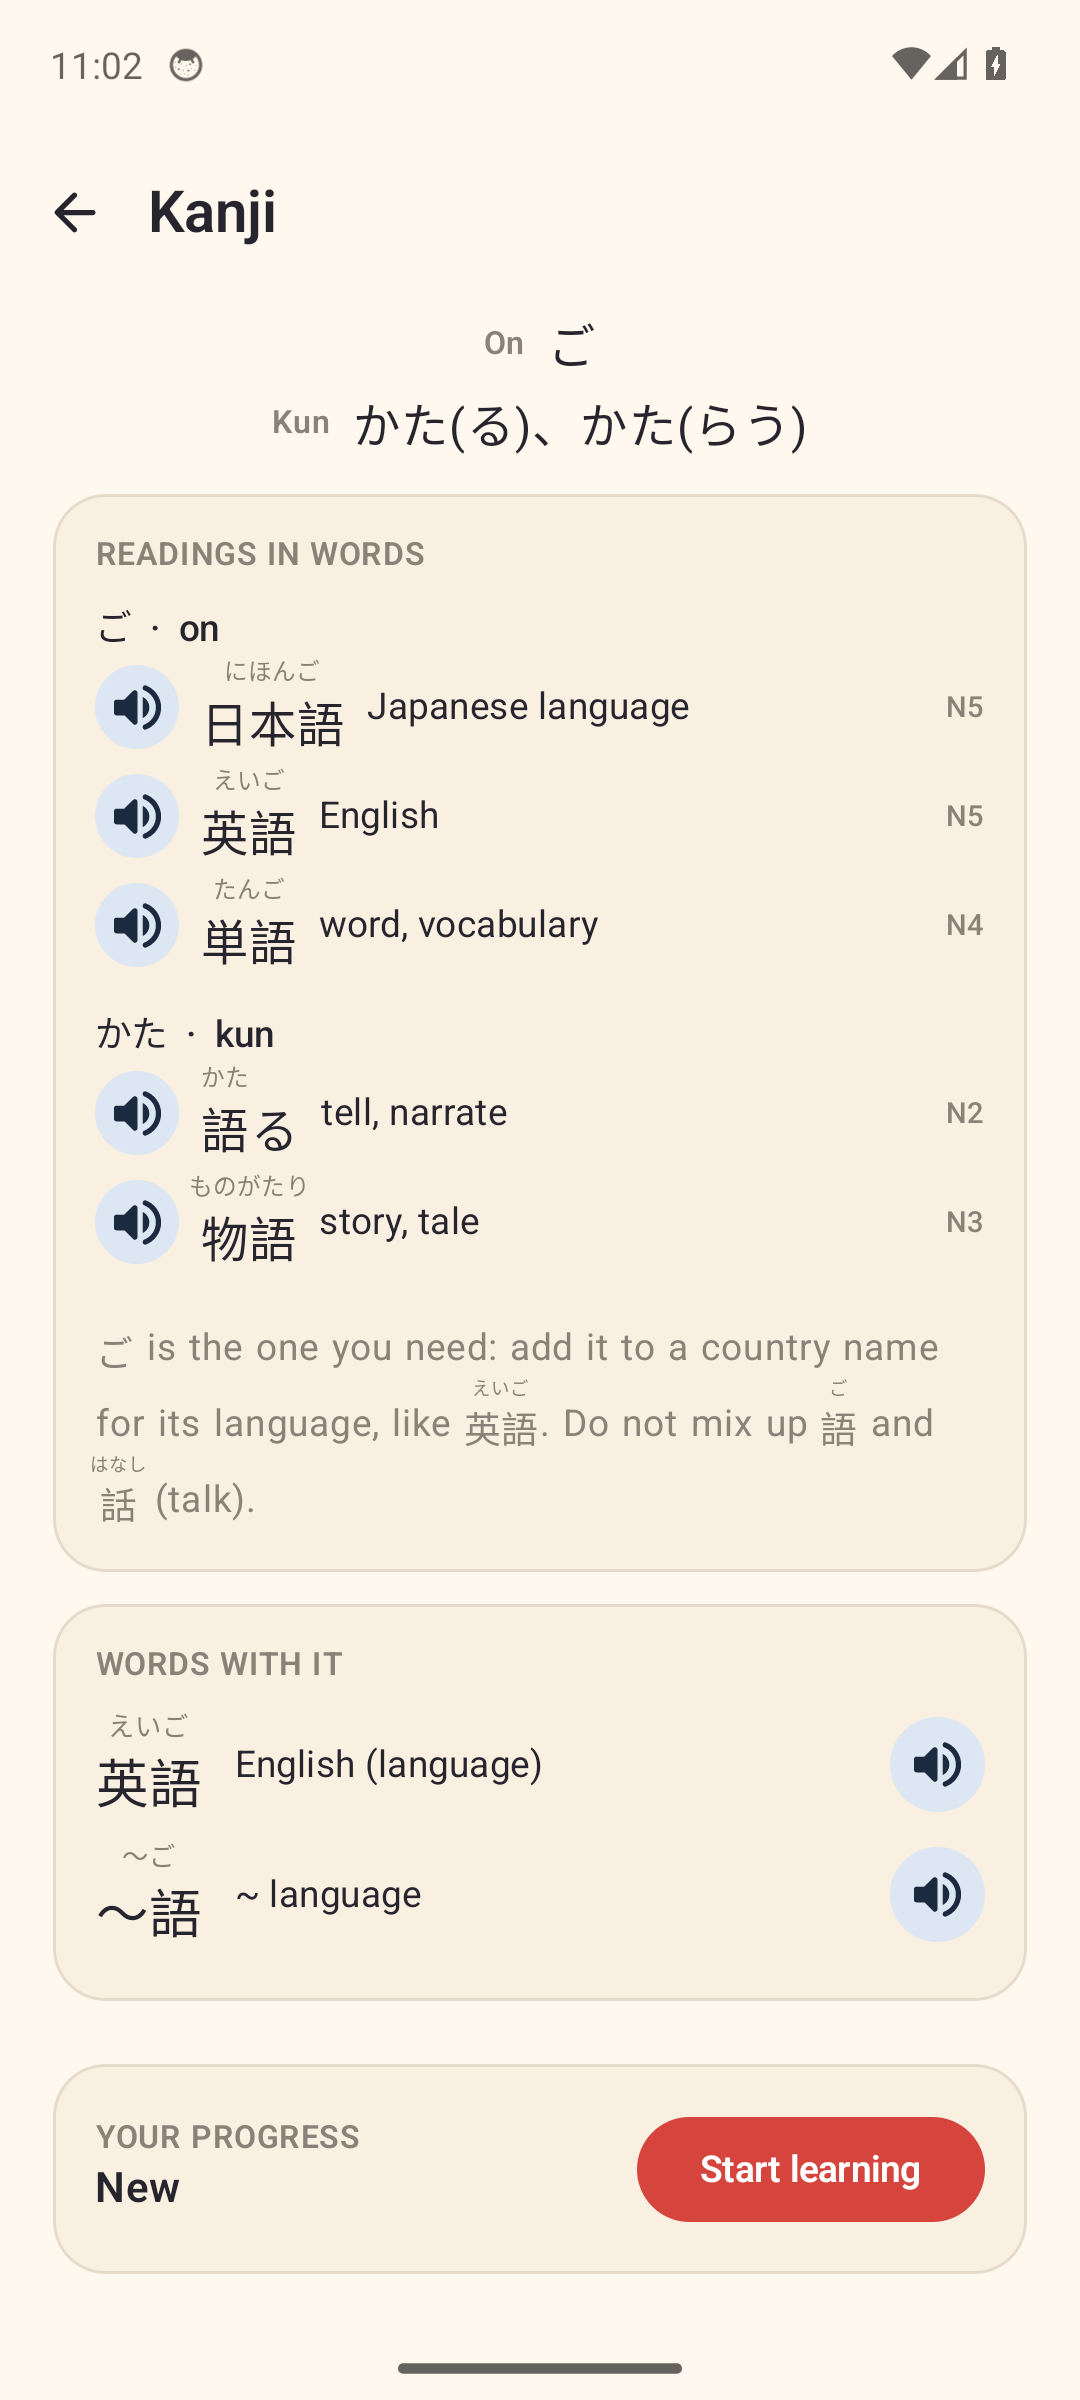 11:02
Kanji
On ご
Kun かた(る)、かた(らう)
READINGS IN WORDS
ご · on
にほんご
日本語 Japanese language N5
えいご
英語 English N5
たんご
単語 word, vocabulary N4
かた · kun
かた
語る tell, narrate N2
ものがたり
物語 story, tale N3
ご is the one you need: add it to a country name
えいご ご
for its language, like 英語. Do not mix up 語 and
はなし
話 (talk).
WORDS WITH IT
えいご
英語 English (language)
〜ご
〜語 ~ language
YOUR PROGRESS
New
Start learning